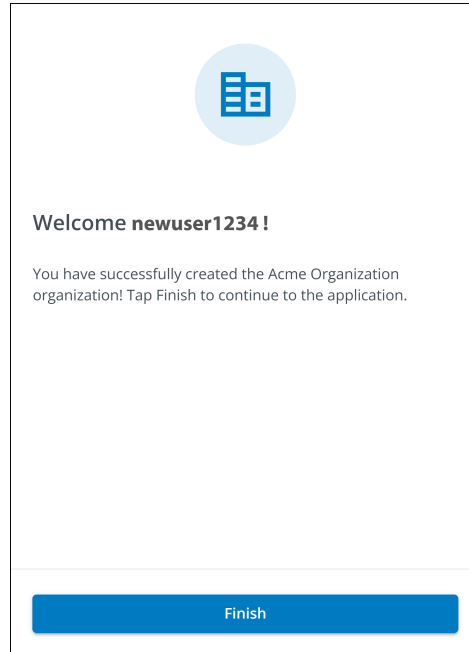 Welcome newuser1234!
You have successfully created the Acme Organization
organization! Tap Finish to continue to the application.
Finish